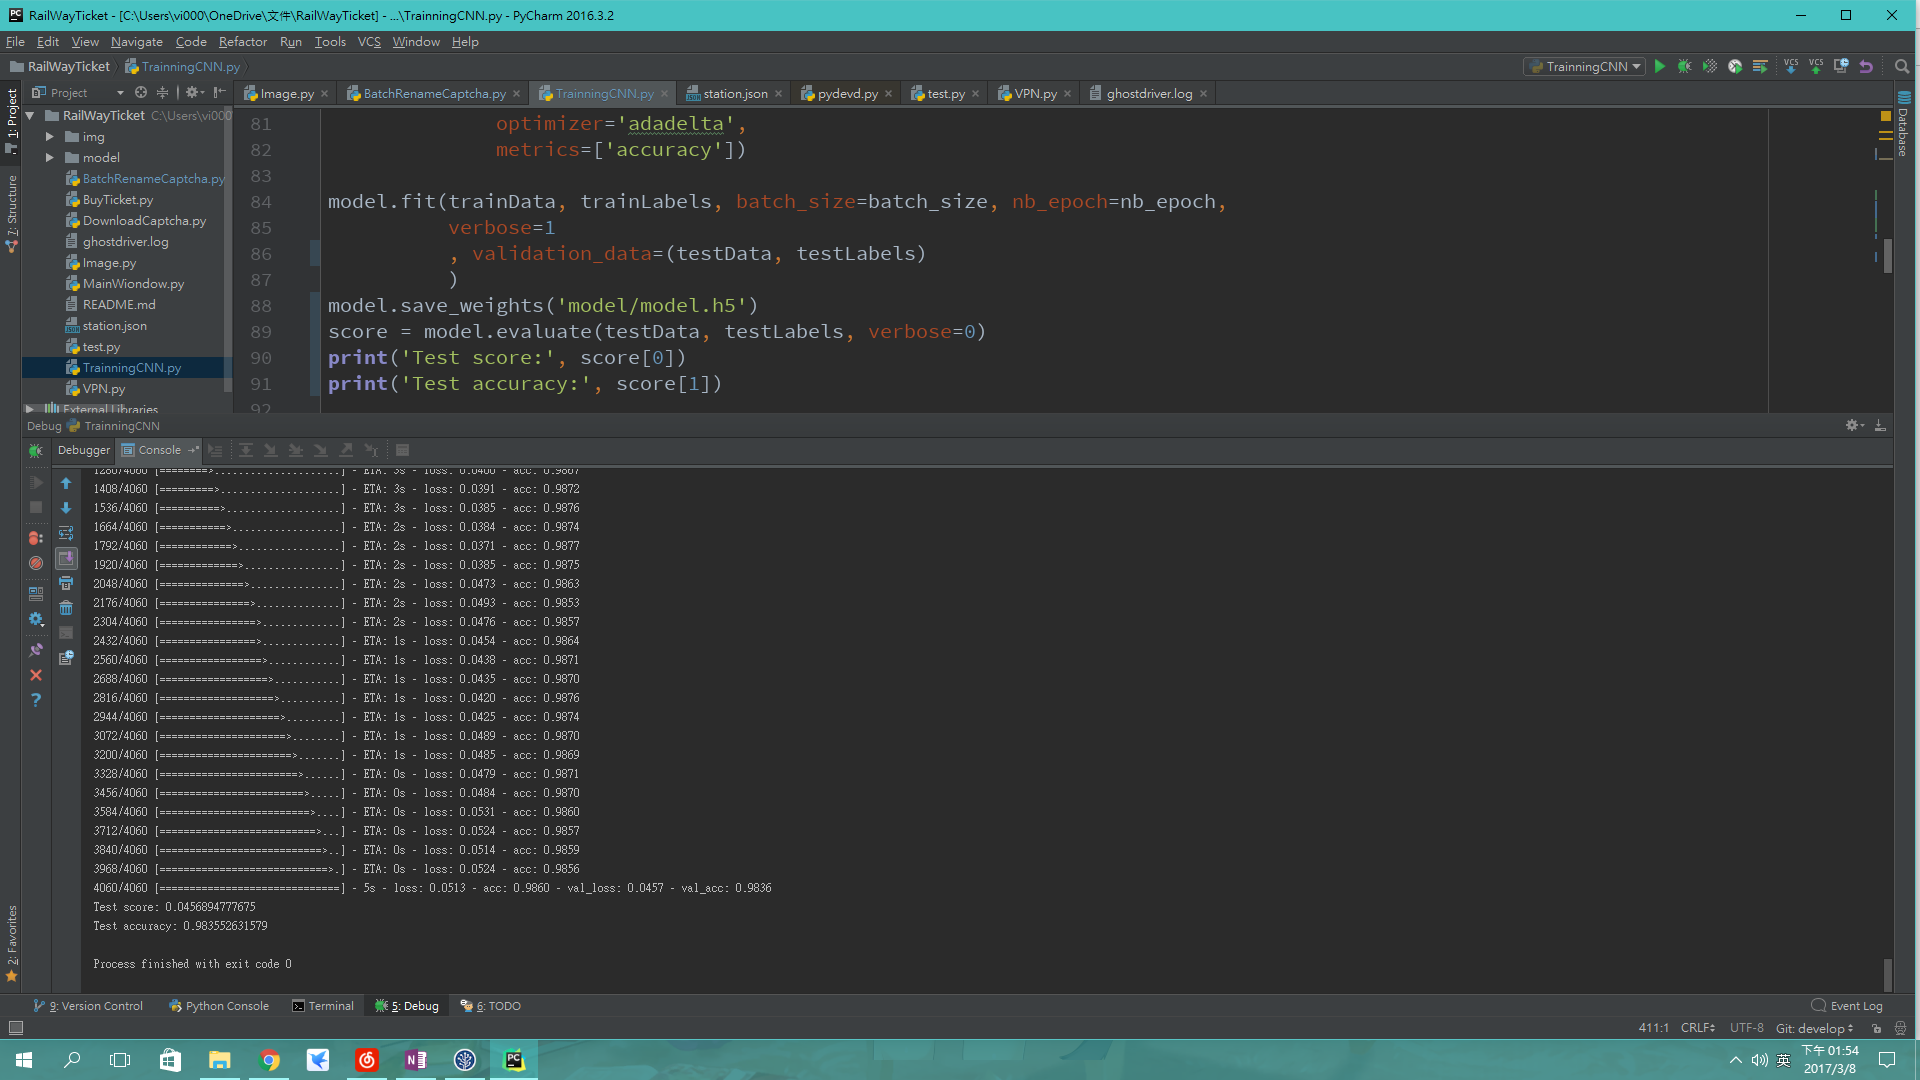 RailWayTicket - [C:\Users\vi000\OneDrive\文件\RailWayTicket] - ...\TrainningCNN.py - PyCharm 2016.3.2
File Edit View Navigate Code Refactor Run Tools VCS Window Help
RailWayTicket TrainningCNN.py TrainningCNN VCS VCS
Project Image.py BatchRenameCaptcha.py TrainningCNN.py station.json pydevd.py test.py VPN.py ghostdriver.log
1: Project
7: Structure
2: Favorites
Database
RailWayTicket C:\Users\vi000
img
model
BatchRenameCaptcha.py
BuyTicket.py
DownloadCaptcha.py
ghostdriver.log
Image.py
MainWiondow.py
README.md
station.json
test.py
TrainningCNN.py
VPN.py
External Libraries
81 optimizer='adadelta',
82 metrics=['accuracy'])
83
84 model.fit(trainData, trainLabels, batch_size=batch_size, nb_epoch=nb_epoch,
85 verbose=1
86 , validation_data=(testData, testLabels)
87 )
88 model.save_weights('model/model.h5')
89 score = model.evaluate(testData, testLabels, verbose=0)
90 print('Test score:', score[0])
91 print('Test accuracy:', score[1])
92
Debug TrainningCNN
Debugger Console
1280/4060 [========>.....................] - ETA: 3s - loss: 0.0400 - acc: 0.9867
1408/4060 [=========>....................] - ETA: 3s - loss: 0.0391 - acc: 0.9872
1536/4060 [==========>...................] - ETA: 3s - loss: 0.0385 - acc: 0.9876
1664/4060 [===========>..................] - ETA: 2s - loss: 0.0384 - acc: 0.9874
1792/4060 [============>.................] - ETA: 2s - loss: 0.0371 - acc: 0.9877
1920/4060 [=============>................] - ETA: 2s - loss: 0.0385 - acc: 0.9875
2048/4060 [==============>...............] - ETA: 2s - loss: 0.0473 - acc: 0.9863
2176/4060 [===============>..............] - ETA: 2s - loss: 0.0493 - acc: 0.9853
2304/4060 [================>.............] - ETA: 2s - loss: 0.0476 - acc: 0.9857
2432/4060 [================>.............] - ETA: 1s - loss: 0.0454 - acc: 0.9864
2560/4060 [=================>............] - ETA: 1s - loss: 0.0438 - acc: 0.9871
2688/4060 [==================>...........] - ETA: 1s - loss: 0.0435 - acc: 0.9870
2816/4060 [===================>..........] - ETA: 1s - loss: 0.0420 - acc: 0.9876
2944/4060 [====================>.........] - ETA: 1s - loss: 0.0425 - acc: 0.9874
3072/4060 [=====================>........] - ETA: 1s - loss: 0.0489 - acc: 0.9870
3200/4060 [======================>.......] - ETA: 1s - loss: 0.0485 - acc: 0.9869
3328/4060 [=======================>......] - ETA: 0s - loss: 0.0479 - acc: 0.9871
3456/4060 [========================>.....] - ETA: 0s - loss: 0.0484 - acc: 0.9870
3584/4060 [=========================>....] - ETA: 0s - loss: 0.0531 - acc: 0.9860
3712/4060 [==========================>...] - ETA: 0s - loss: 0.0524 - acc: 0.9857
3840/4060 [===========================>..] - ETA: 0s - loss: 0.0514 - acc: 0.9859
3968/4060 [============================>.] - ETA: 0s - loss: 0.0524 - acc: 0.9856
4060/4060 [==============================] - 5s - loss: 0.0513 - acc: 0.9860 - val_loss: 0.0457 - val_acc: 0.9836
Test score: 0.0456894777675
Test accuracy: 0.983552631579
Process finished with exit code 0
9: Version Control Python Console Terminal 5: Debug 6: TODO Event Log
411:1 CRLF UTF-8 Git: develop
英 下午 01:54
2017/3/8